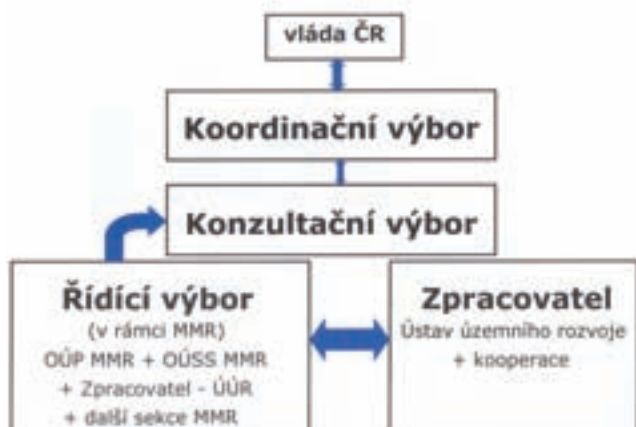 vláda ČR
Koordinační výbor
Konzultační výbor
Řídící výbor
(v rámci MMR)
OÚP MMR + OÚSS MMR
+ Zpracovatel - ÚÚR
+ další sekce MMR
Zpracovatel
Ústav územního rozvoje
+ kooperace